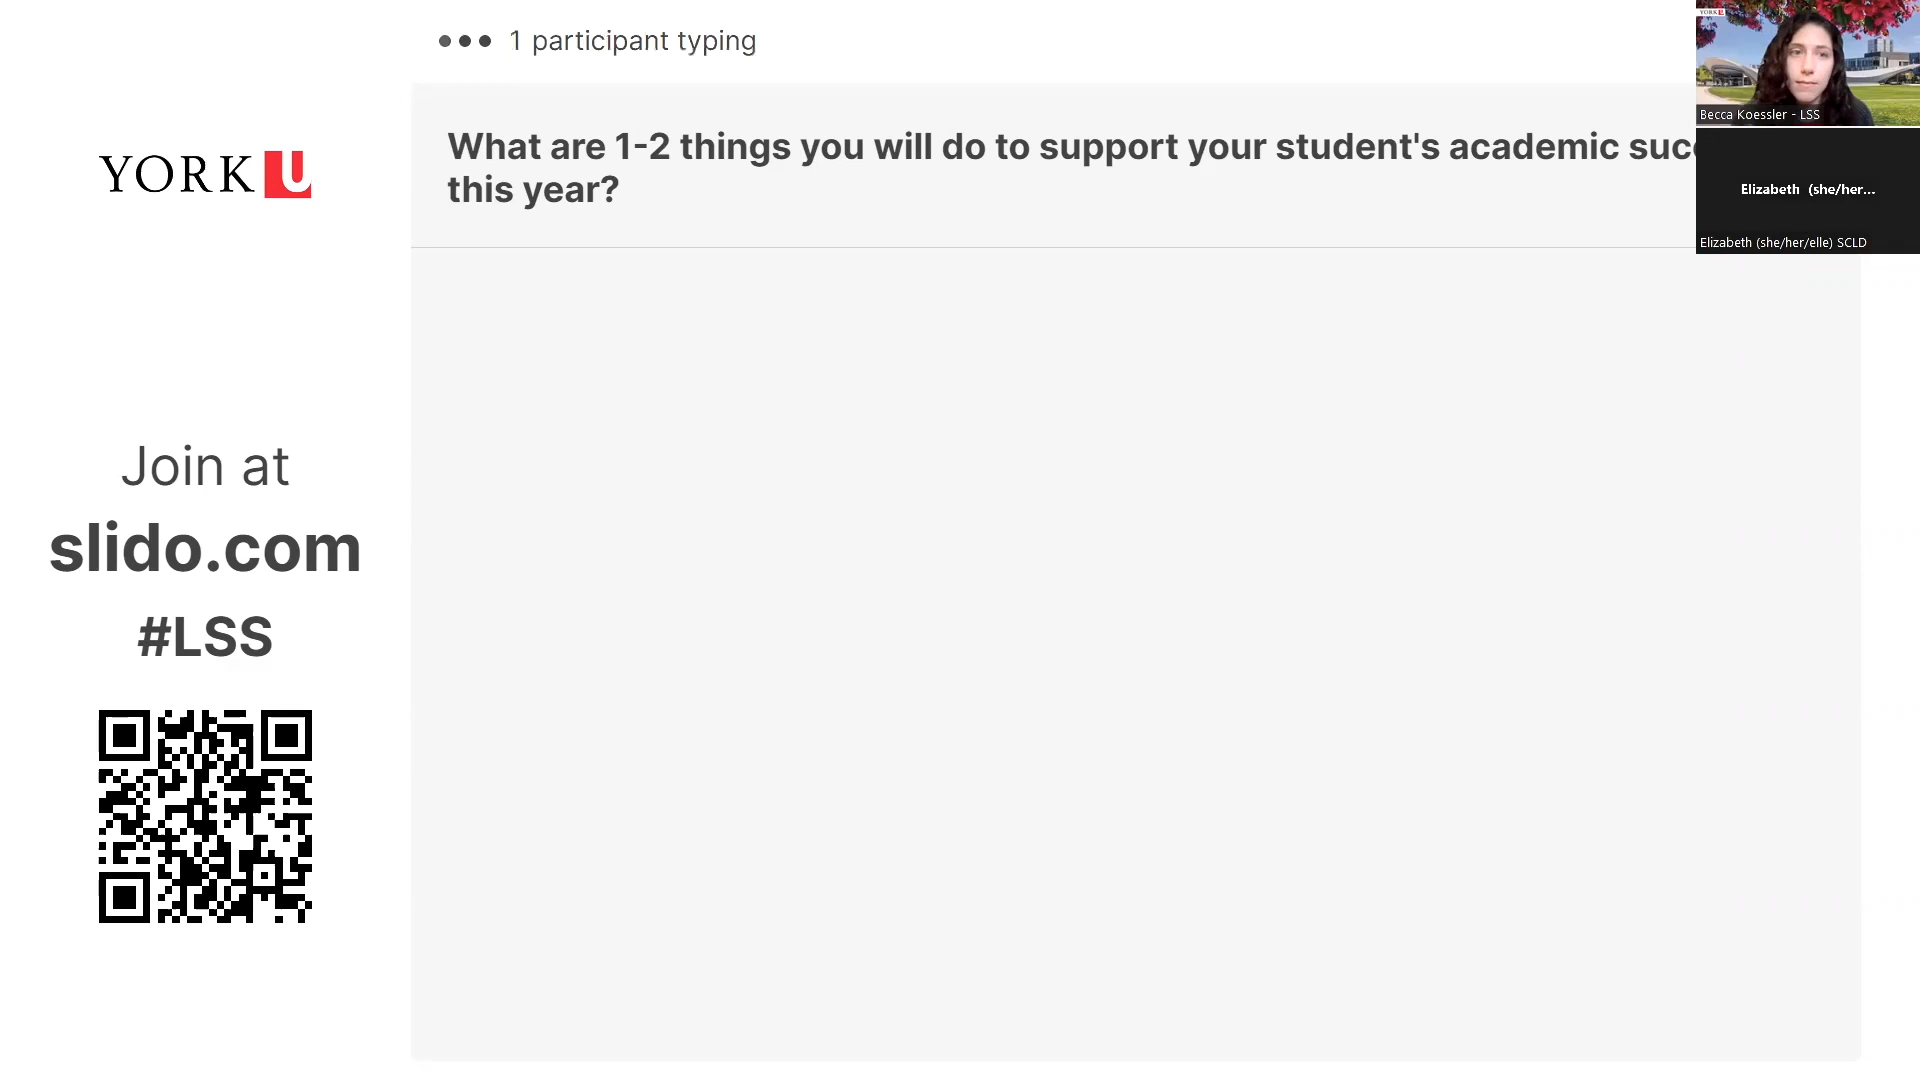 1 participant typing
What are 1-2 things you will do to support your student's academic
this year?
YORK U
Join at
slido.com
#LSS
YORK U
Becca Koessler - LSS
Elizabeth (she/her...
Elizabeth (she/her/elle) SCLD